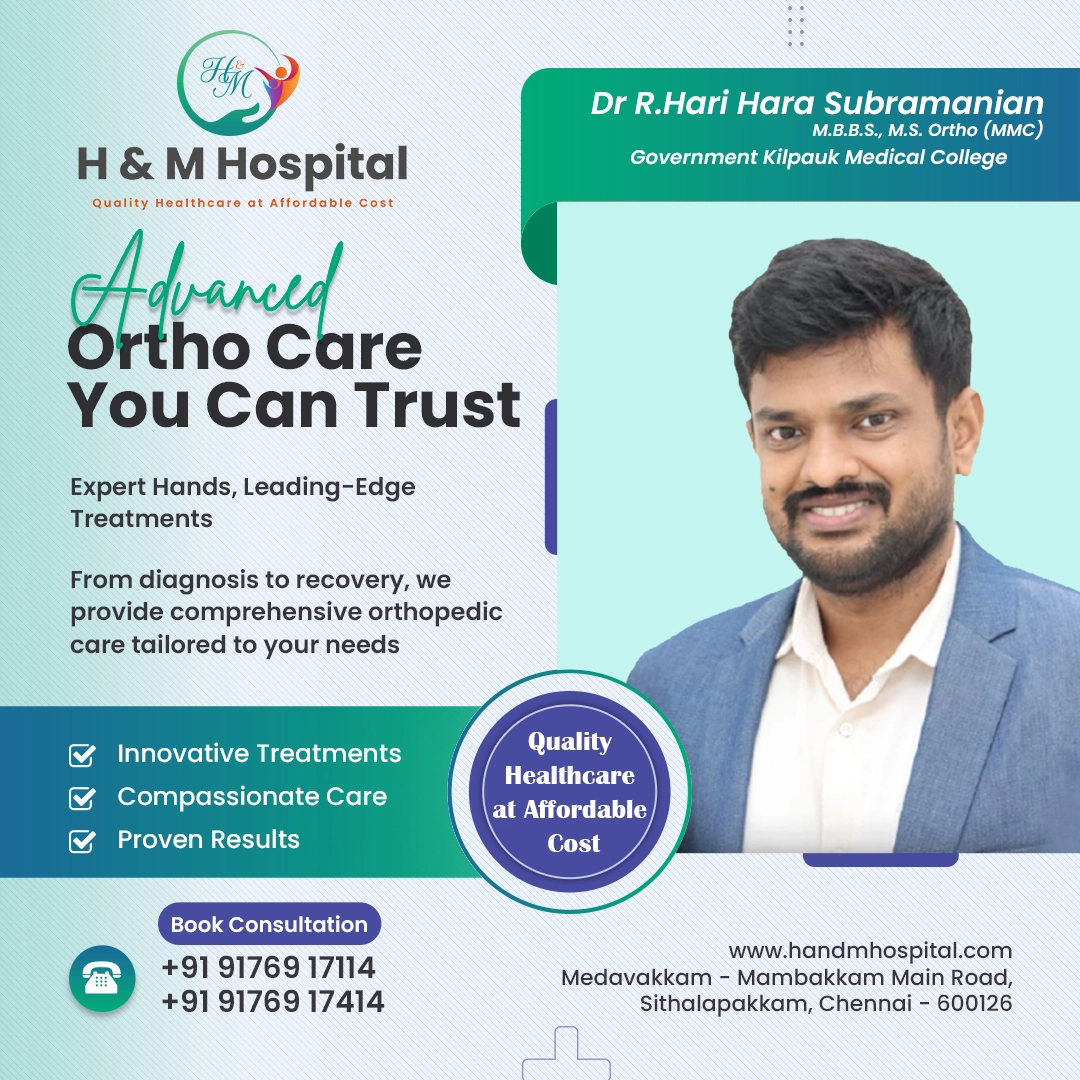 H & M
H & M Hospital
Quality Healthcare at Affordable Cost
Dr R.Hari Hara Subramanian
M.B.B.S., M.S. Ortho (MMC)
Government Kilpauk Medical College
Advanced
Ortho Care
You Can Trust
Expert Hands, Leading-Edge
Treatments
From diagnosis to recovery, we
provide comprehensive orthopedic
care tailored to your needs
Innovative Treatments
Compassionate Care
Proven Results
Quality
Healthcare
at Affordable
Cost
Book Consultation
+91 91769 17114
+91 91769 17414
www.handmhospital.com
Medavakkam - Mambakkam Main Road,
Sithalapakkam, Chennai - 600126